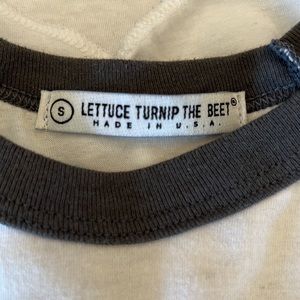 S LETTUCE TURNIP THE BEET®
MADE IN U.S.A.